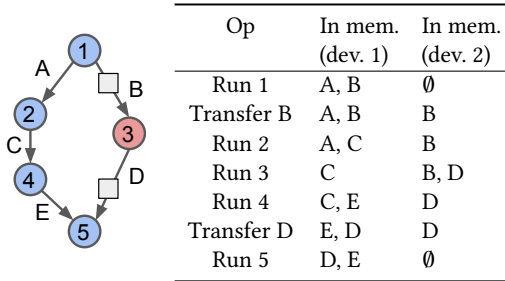 1
A
B
2
3
C
D
4
E
5
Op In mem. In mem.
(dev. 1) (dev. 2)
Run 1 A, B ∅
Transfer B A, B B
Run 2 A, C B
Run 3 C B, D
Run 4 C, E D
Transfer D E, D D
Run 5 D, E ∅